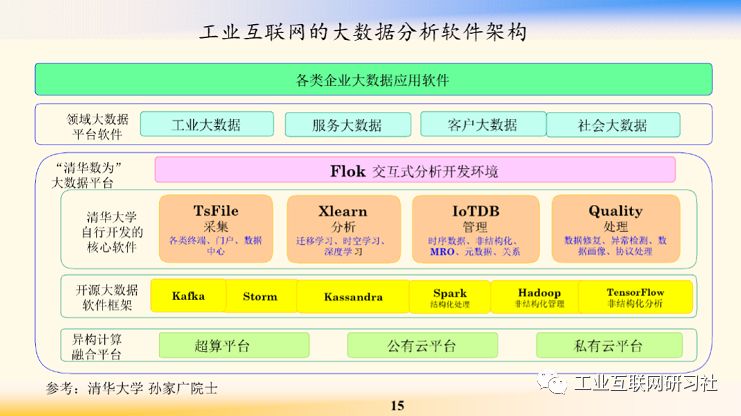 工业互联网的大数据分析软件架构
各类企业大数据应用软件
领域大数据
平台软件
工业大数据
服务大数据
客户大数据
社会大数据
“清华数为”
大数据平台
Flok 交互式分析开发环境
清华大学
自行开发的
核心软件
TsFile
采集
各类终端、门户、数据
中心
Xlearn
分析
迁移学习、时空学习、
深度学习
IoTDB
管理
时序数据、非结构化、
MRO、元数据、关系
Quality
处理
数据修复、异常检测、数
据画像、协议处理
开源大数据
软件框架
Kafka
Storm
Kassandra
Spark
结构化处理
Hadoop
非结构化管理
TensorFlow
非结构化分析
异构计算
融合平台
超算平台
公有云平台
私有云平台
参考：清华大学 孙家广院士
工业互联网研习社
15